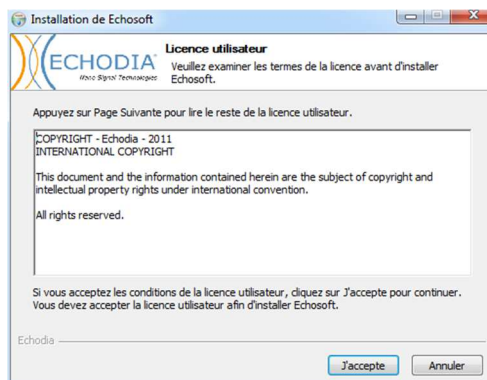 Installation de Echosoft
ECHODIA
Nano Signal Technologies
Licence utilisateur
Veuillez examiner les termes de la licence avant d'installer
Echosoft.
Appuyez sur Page Suivante pour lire le reste de la licence utilisateur.
COPYRIGHT - Echodia - 2011
INTERNATIONAL COPYRIGHT
This document and the information contained herein are the subject of copyright and
intellectual property rights under international convention.
All rights reserved.
Si vous acceptez les conditions de la licence utilisateur, cliquez sur J'accepte pour continuer.
Vous devez accepter la licence utilisateur afin d'installer Echosoft.
Echodia
J'accepte
Annuler